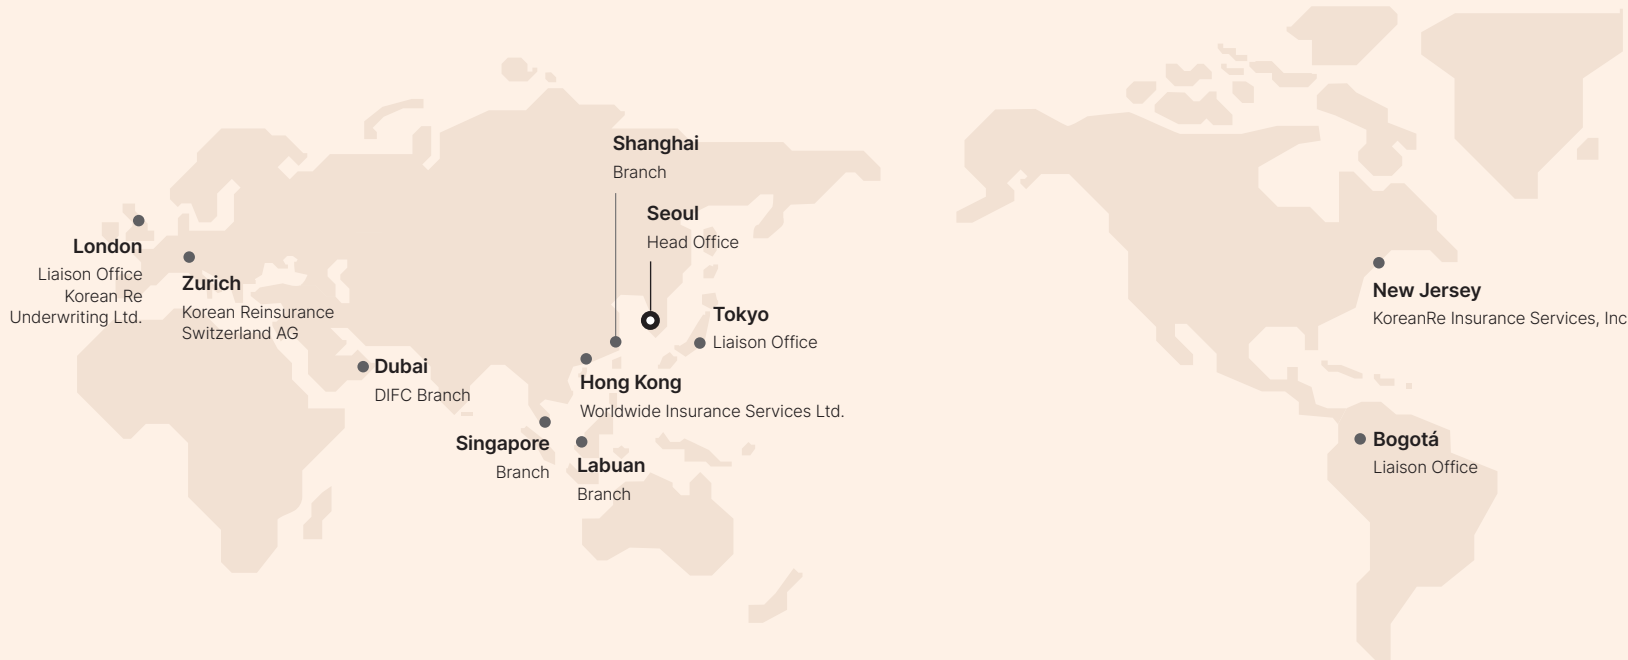 Shanghai
Branch
Seoul
Head Office
London
Liaison Office
Korean Re
Underwriting Ltd.
Zurich
Korean Reinsurance
Switzerland AG
Dubai
DIFC Branch
Tokyo
Liaison Office
Hong Kong
Worldwide Insurance Services Ltd.
Singapore
Branch
Labuan
Branch
New Jersey
KoreanRe Insurance Services, Inc
Bogotá
Liaison Office